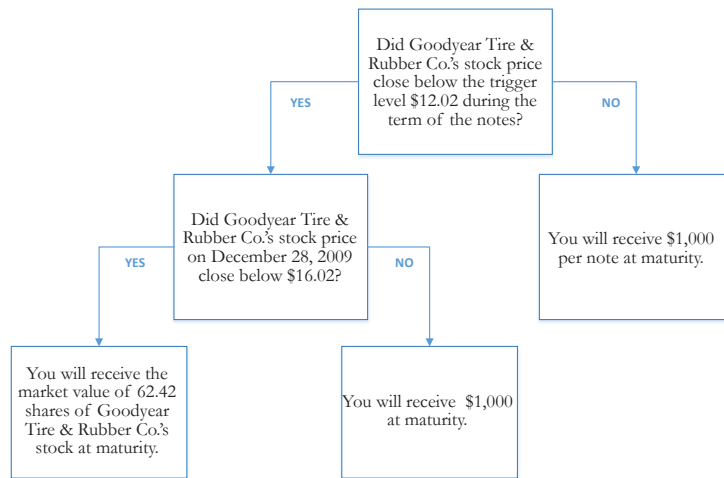 Did Goodyear Tire &
Rubber Co.'s stock price
close below the trigger
level $12.02 during the
term of the notes?
YES
NO
Did Goodyear Tire &
Rubber Co.'s stock price
on December 28, 2009
close below $16.02?
You will receive $1,000
per note at maturity.
YES
NO
You will receive the
market value of 62.42
shares of Goodyear
Tire & Rubber Co.'s
stock at maturity.
You will receive $1,000
at maturity.